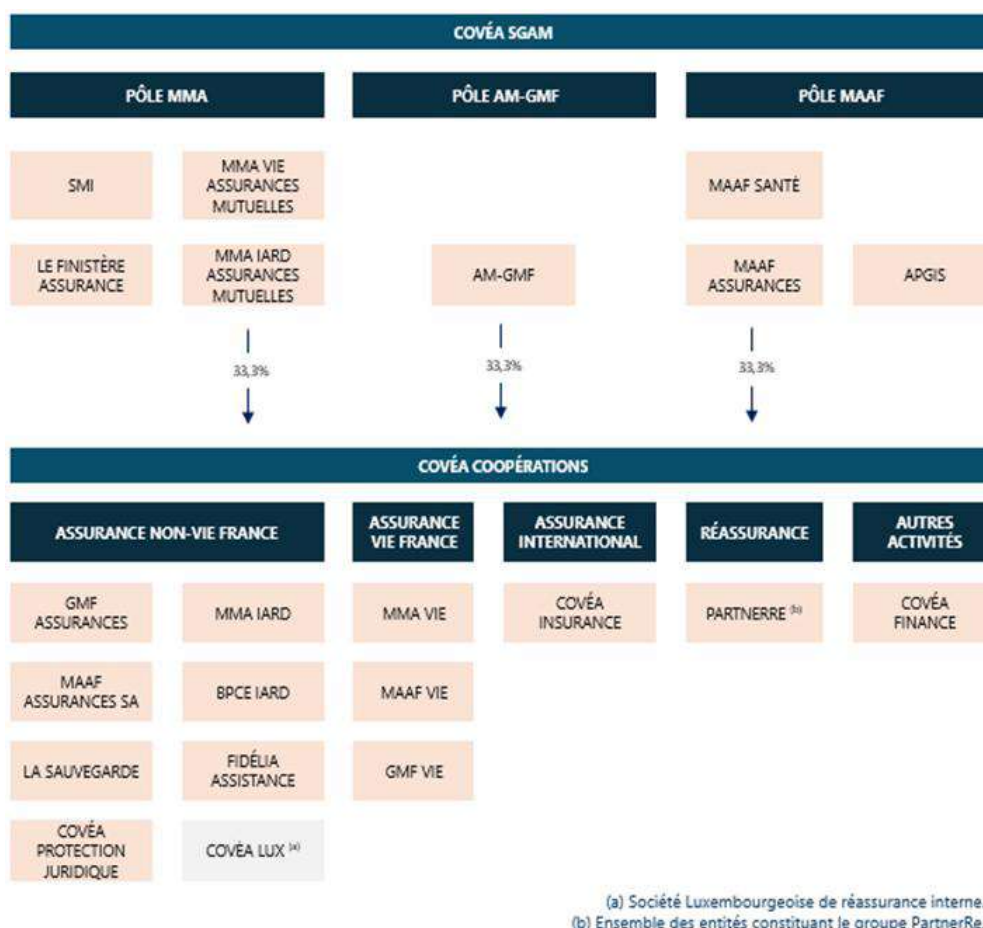 COVÉA SGAM
PÔLE MMA
PÔLE AM-GMF
PÔLE MAAF
SMI
MMA VIE
ASSURANCES
MUTUELLES
MAAF SANTÉ
LE FINISTÈRE
ASSURANCE
MMA IARD
ASSURANCES
MUTUELLES
AM-GMF
MAAF
ASSURANCES
APGIS
33,3%
33,3%
33,3%
COVÉA COOPÉRATIONS
ASSURANCE NON-VIE FRANCE
ASSURANCE
VIE FRANCE
ASSURANCE
INTERNATIONAL
RÉASSURANCE
AUTRES
ACTIVITÉS
GMF
ASSURANCES
MMA IARD
MMA VIE
COVÉA
INSURANCE
PARTNERRE (b)
COVÉA
FINANCE
MAAF
ASSURANCES SA
BPCE IARD
MAAF VIE
LA SAUVEGARDE
FIDÉLIA
ASSISTANCE
GMF VIE
COVÉA
PROTECTION
JURIDIQUE
COVÉA LUX (a)
(a) Société Luxembourgeoise de réassurance interne.
(b) Ensemble des entités constituant le groupe PartnerRe.